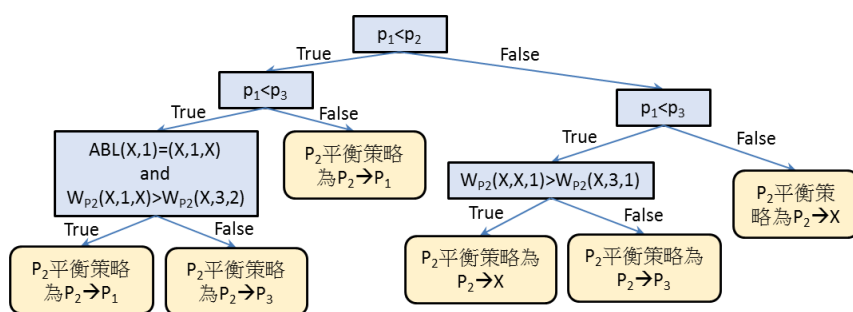 p₁<p₂
True
False
p₁<p₃
p₁<p₃
True
False
True
False
ABL(X,1)=(X,1,X)
and
W_P2(X,1,X)>W_P2(X,3,2)
P₂平衡策略
為P₂→P₁
W_P2(X,X,1)>W_P2(X,3,1)
P₂平衡策
略為P₂→X
True
False
True
False
P₂平衡策略
為P₂→P₁
P₂平衡策略
為P₂→P₃
P₂平衡策略為
P₂→X
P₂平衡策略為
P₂→P₃